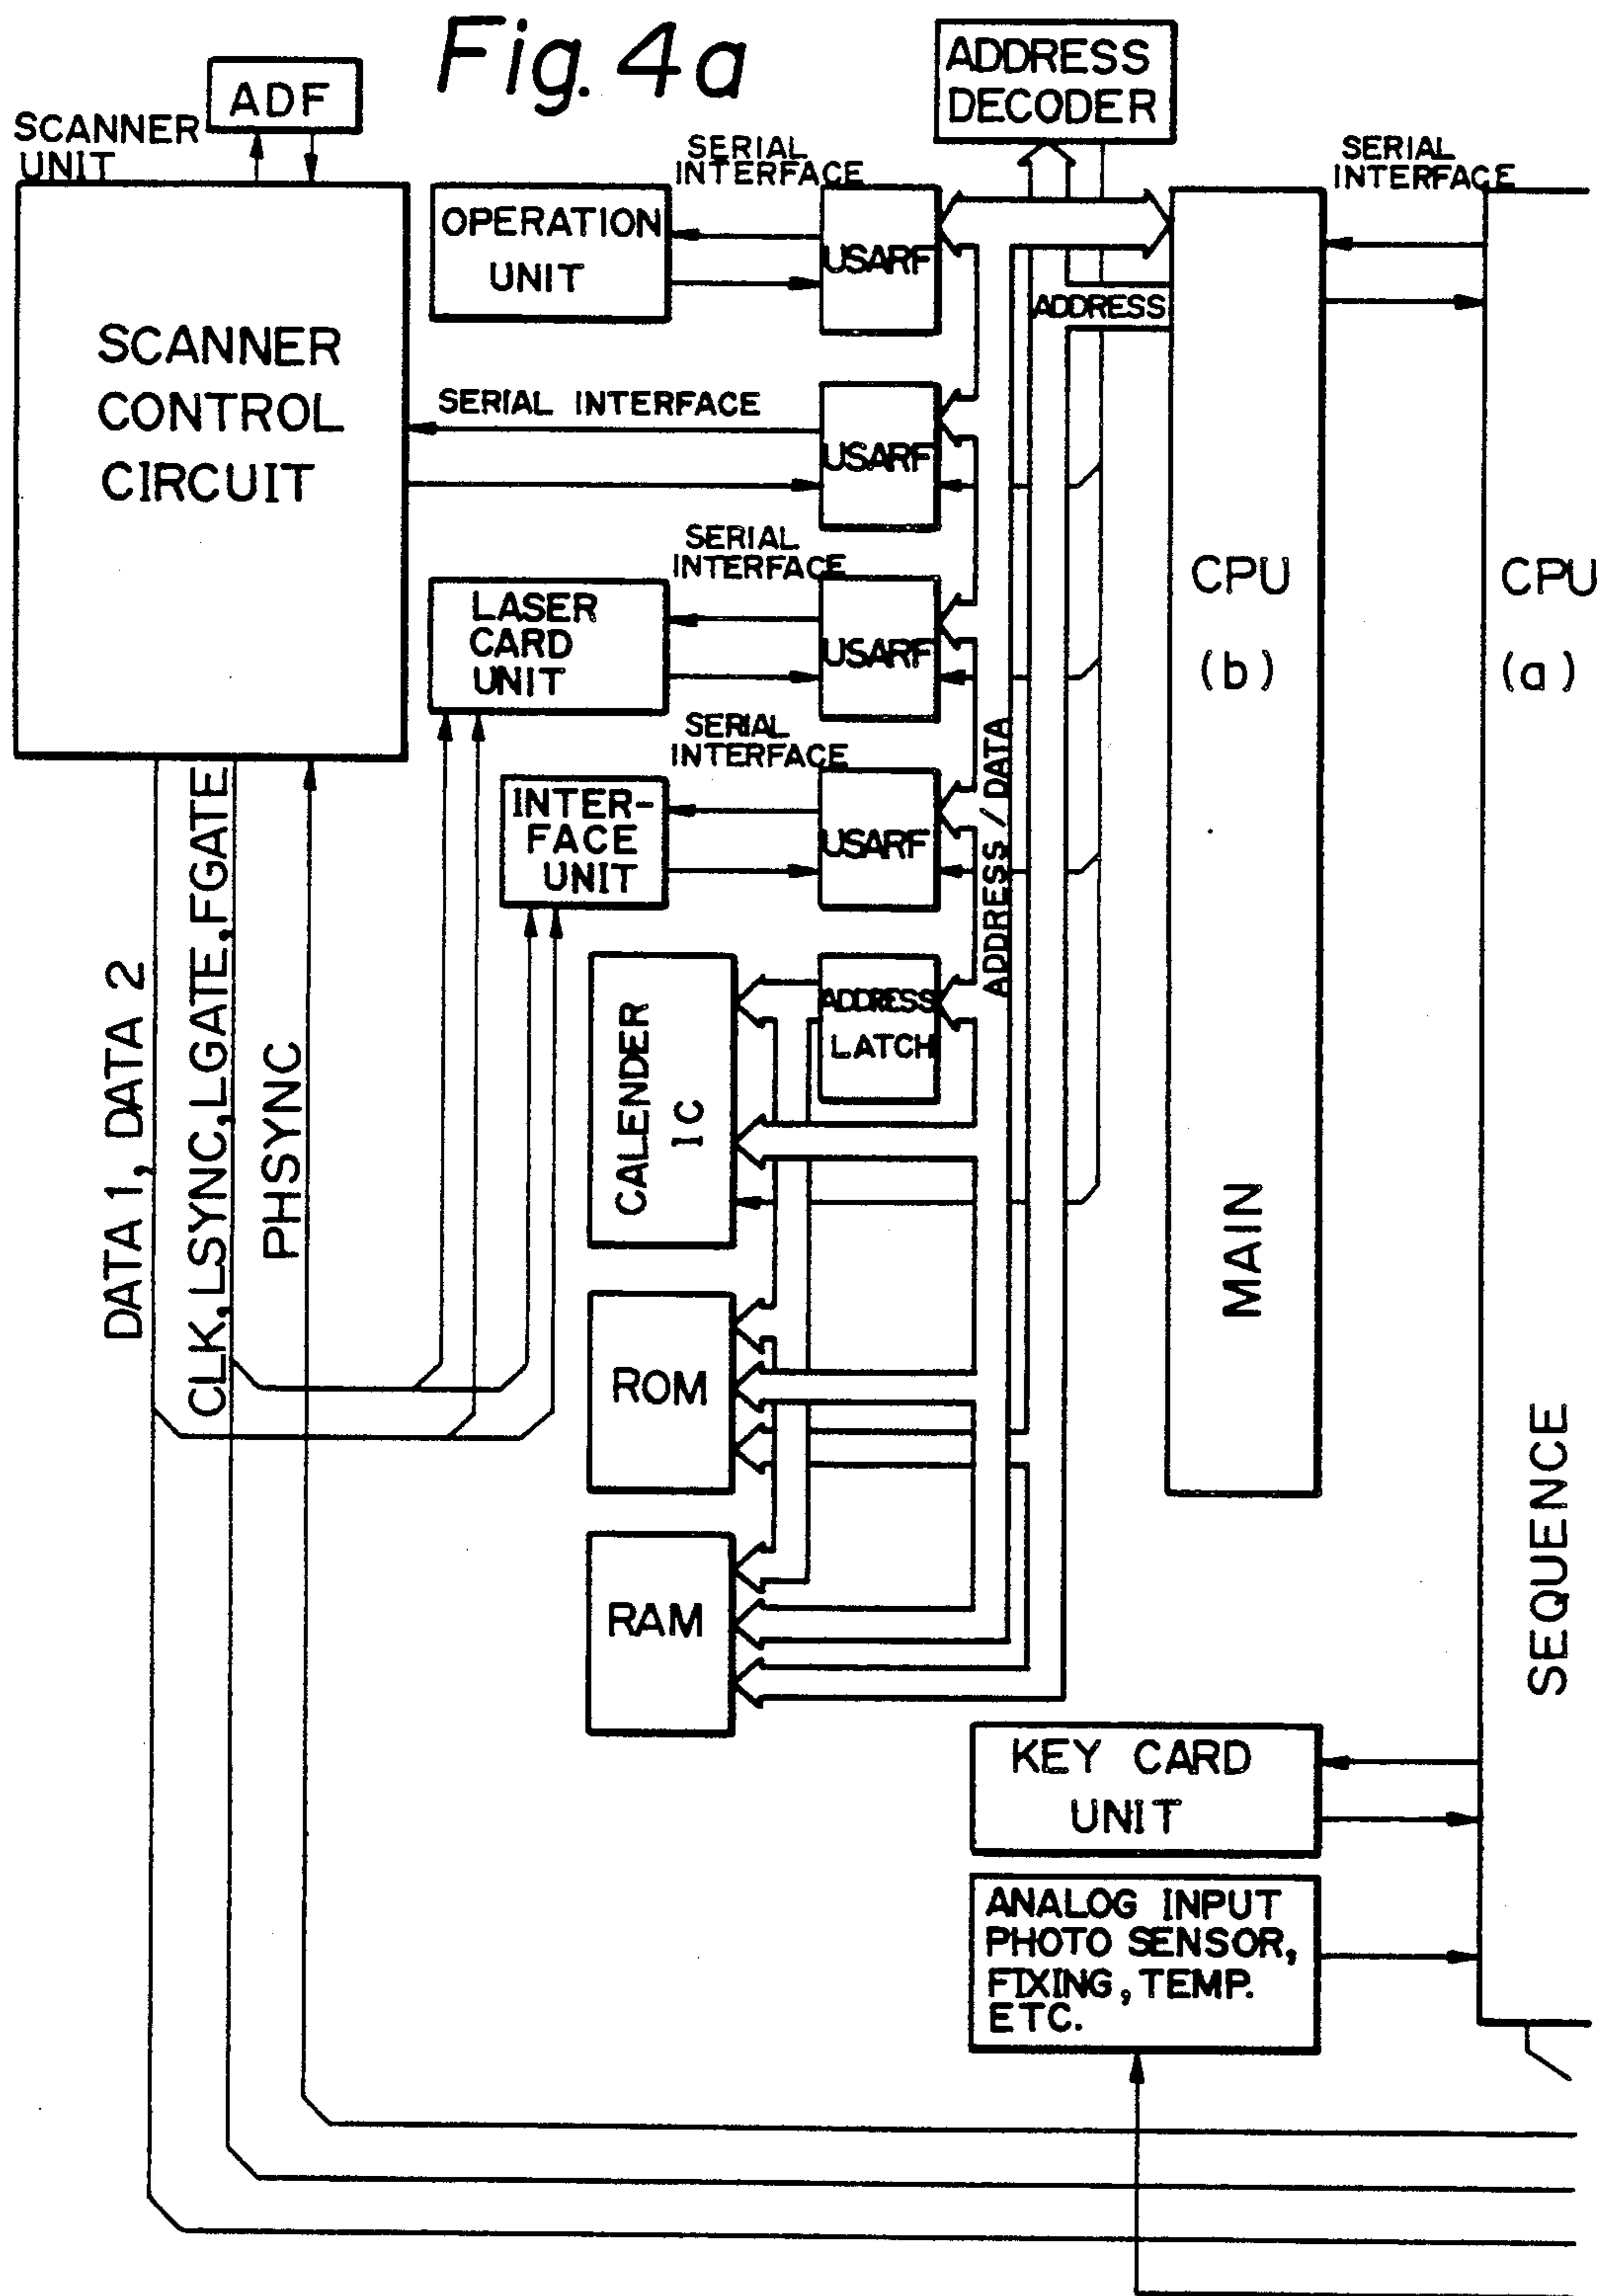 Fig. 4a
ADDRESS
DECODER
ADF
SCANNER
UNIT
SERIAL
INTERFACE
SERIAL
INTERFACE
OPERATION
UNIT
USARF
ADDRESS
SCANNER
CONTROL
CIRCUIT
SERIAL INTERFACE
USARF
SERIAL
INTERFACE
LASER
CARD
UNIT
USARF
CPU
(b)
MAIN
CPU
(a)
SEQUENCE
SERIAL
INTERFACE
INTER-
FACE
UNIT
USARF
ADDRESS/DATA
DATA 1, DATA 2
CLK, LSYNC, LGATE, FGATE
PHSYNC
CALENDER
IC
ADDRESS
LATCH
ROM
RAM
KEY CARD
UNIT
ANALOG INPUT
PHOTO SENSOR,
FIXING, TEMP.
ETC.